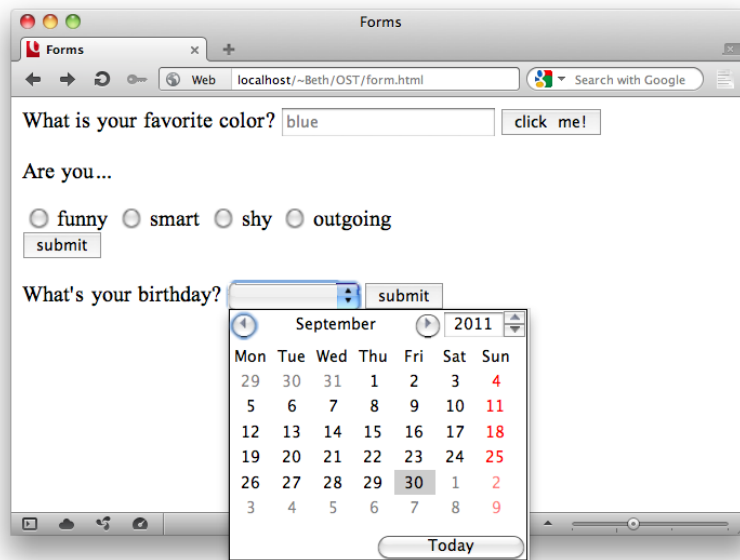 Forms
Forms
Web localhost/~Beth/OST/form.html Search with Google
What is your favorite color? blue click me!
Are you...
funny smart shy outgoing
submit
What's your birthday? submit
September 2011
Mon Tue Wed Thu Fri Sat Sun
29 30 31 1 2 3 4
5 6 7 8 9 10 11
12 13 14 15 16 17 18
19 20 21 22 23 24 25
26 27 28 29 30 1 2
3 4 5 6 7 8 9
Today